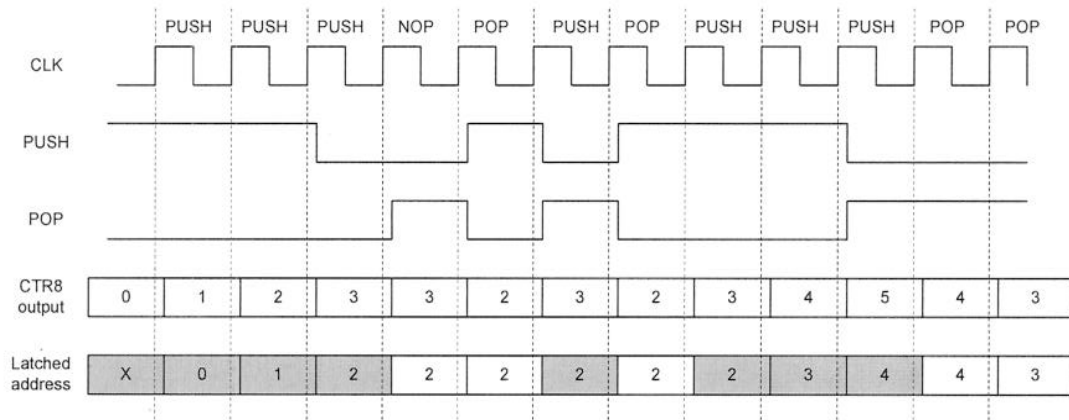 PUSH PUSH PUSH NOP POP PUSH POP PUSH PUSH PUSH POP POP
CLK
PUSH
POP
CTR8
output
0 1 2 3 3 2 3 2 3 4 5 4 3
Latched
address
X 0 1 2 2 2 2 2 2 3 4 4 3